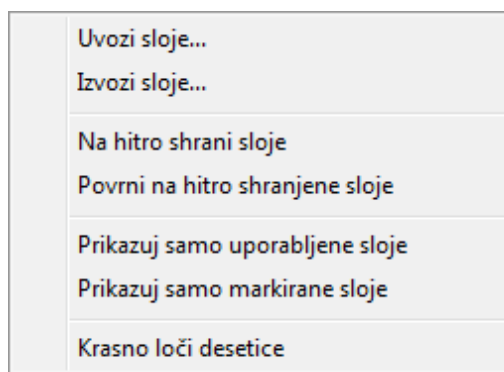 Uvozi sloje...
Izvozi sloje...
Na hitro shrani sloje
Povrni na hitro shranjene sloje
Prikazuj samo uporabljene sloje
Prikazuj samo markirane sloje
Krasno loči desetice